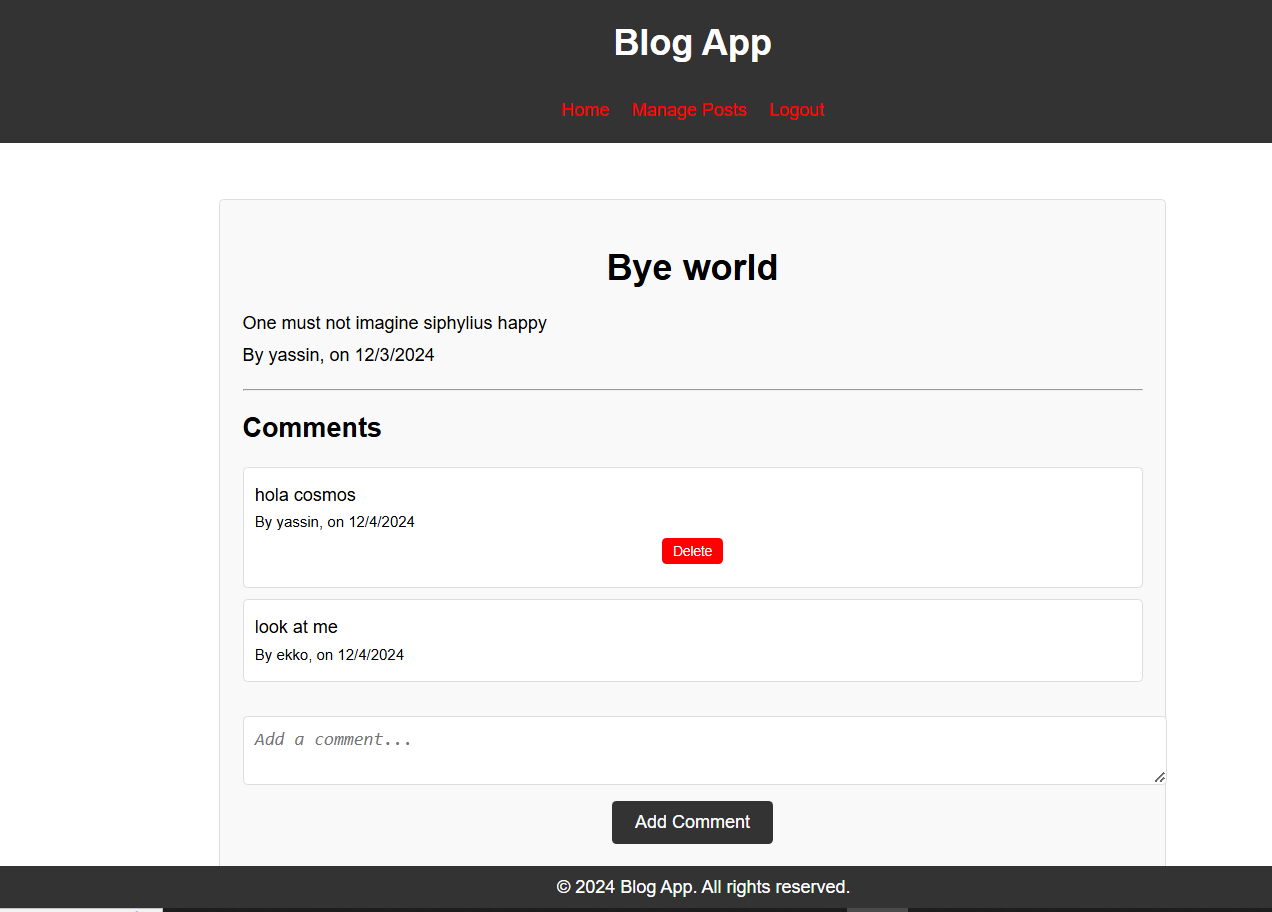 Blog App
Home Manage Posts Logout
Bye world
One must not imagine siphylius happy
By yassin, on 12/3/2024
Comments
hola cosmos
By yassin, on 12/4/2024
Delete
look at me
By ekko, on 12/4/2024
Add a comment...
Add Comment
© 2024 Blog App. All rights reserved.